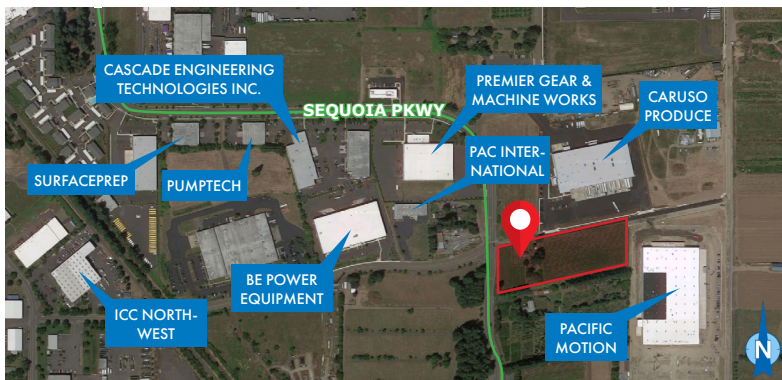 CASCADE ENGINEERING
TECHNOLOGIES INC.
SEQUOIA PKWY
PREMIER GEAR &
MACHINE WORKS
CARUSO
PRODUCE
PAC INTER-
NATIONAL
SURFACEPREP
PUMPTECH
BE POWER
EQUIPMENT
ICC NORTH-
WEST
PACIFIC
MOTION
N